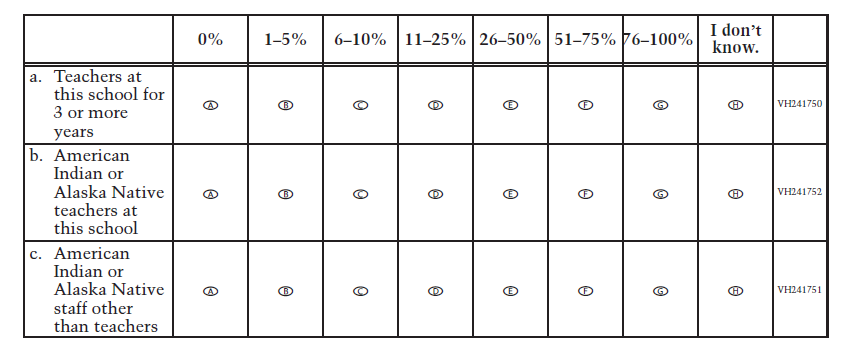 0% 1–5% 6–10% 11–25% 26–50% 51–75% 76–100% I don't know.
a. Teachers at
this school for
3 or more
years
A B C D E F G H VH241750
b. American
Indian or
Alaska Native
teachers at
this school
A B C D E F G H VH241752
c. American
Indian or
Alaska Native
staff other
than teachers
A B C D E F G H VH241751